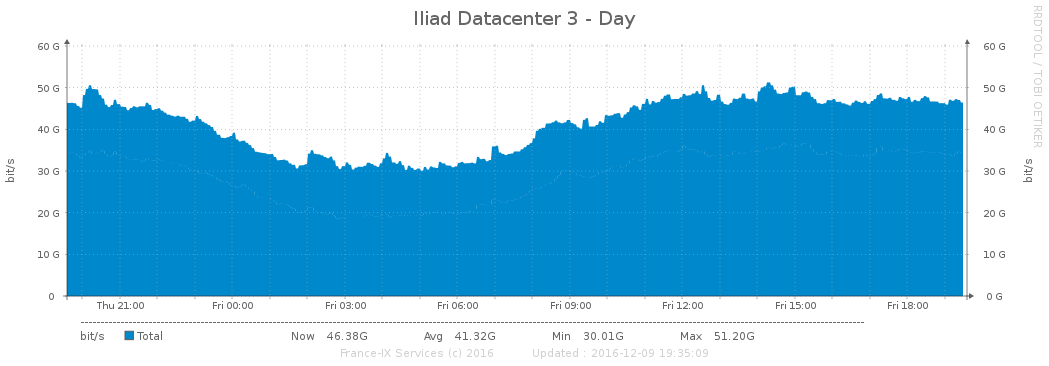 Iliad Datacenter 3 - Day
RRDTOOL / TOBI OETIKER
60 G 60 G
50 G 50 G
40 G 40 G
30 G 30 G
20 G 20 G
10 G 10 G
0 0 G
bit/s bit/s
Thu 21:00 Fri 00:00 Fri 03:00 Fri 06:00 Fri 09:00 Fri 12:00 Fri 15:00 Fri 18:00
bit/s Total Now 46.38G Avg 41.32G Min 30.01G Max 51.20G
France-IX Services (c) 2016 Updated : 2016-12-09 19:35:09